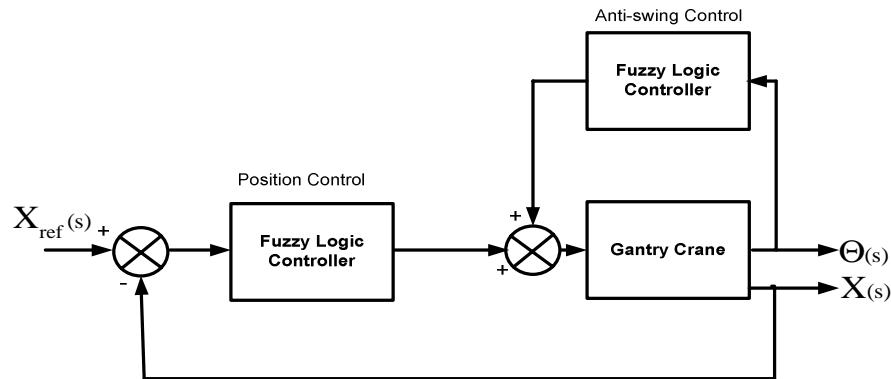 Anti-swing Control
Fuzzy Logic
Controller
Position Control
X_ref(s)
+
-
Fuzzy Logic
Controller
+
+
Gantry Crane
Θ(s)
X(s)